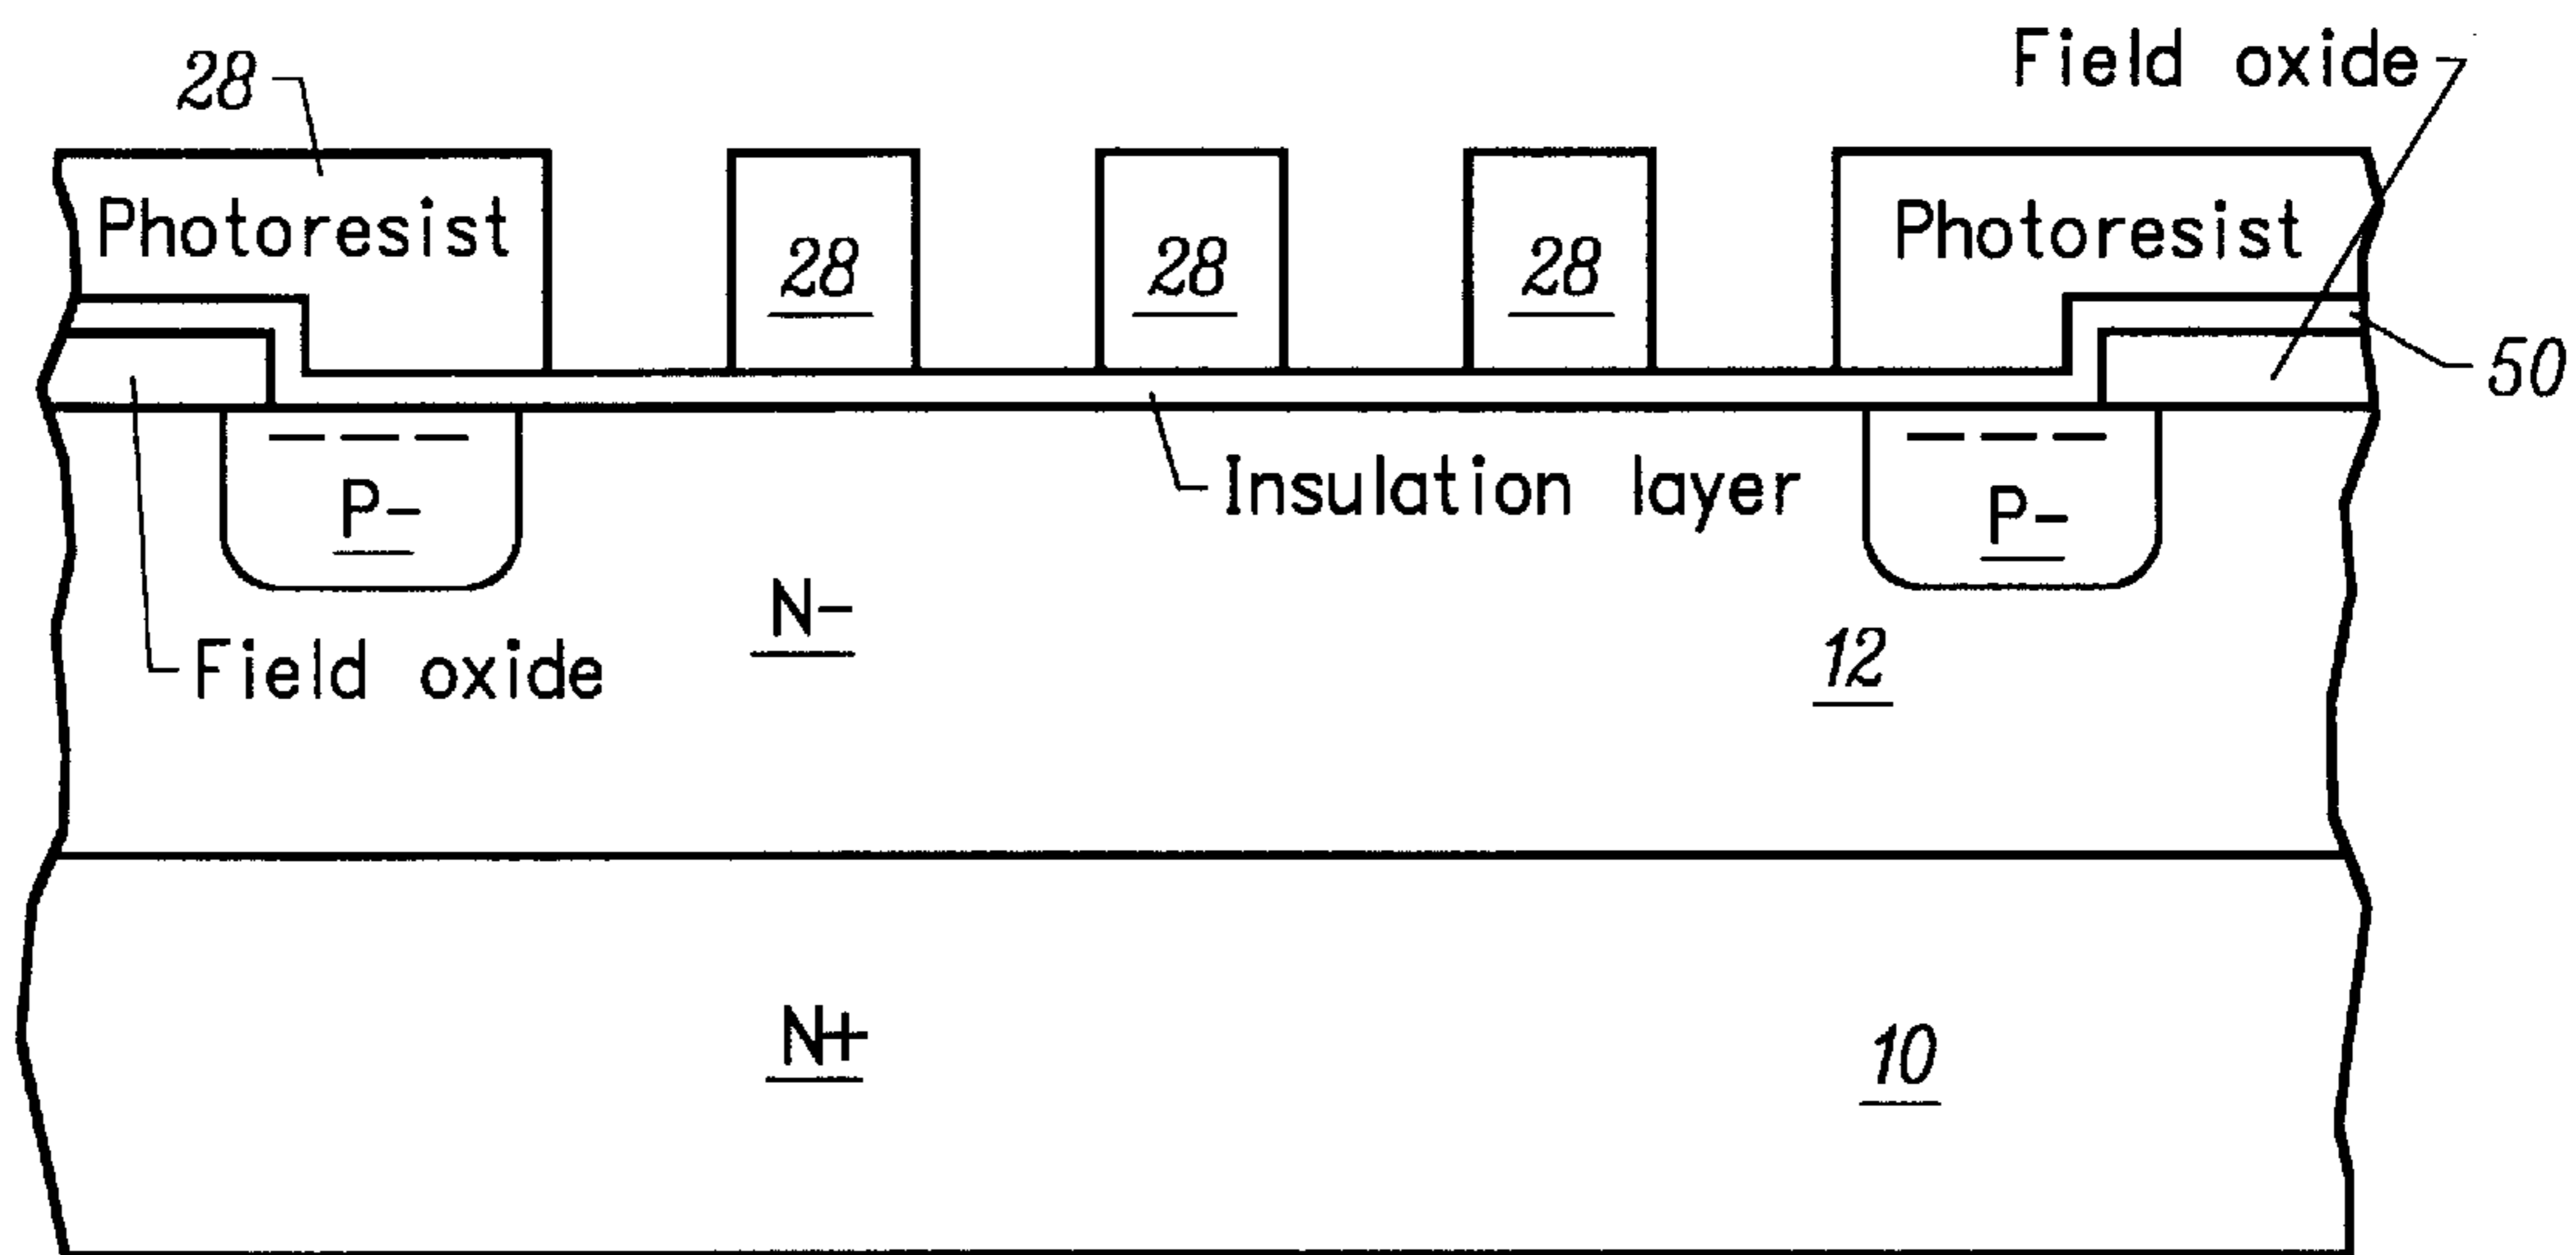 Field oxide
28
Photoresist
28
28
28
Photoresist
50
Insulation layer
P-
P-
N-
Field oxide
12
N+
10